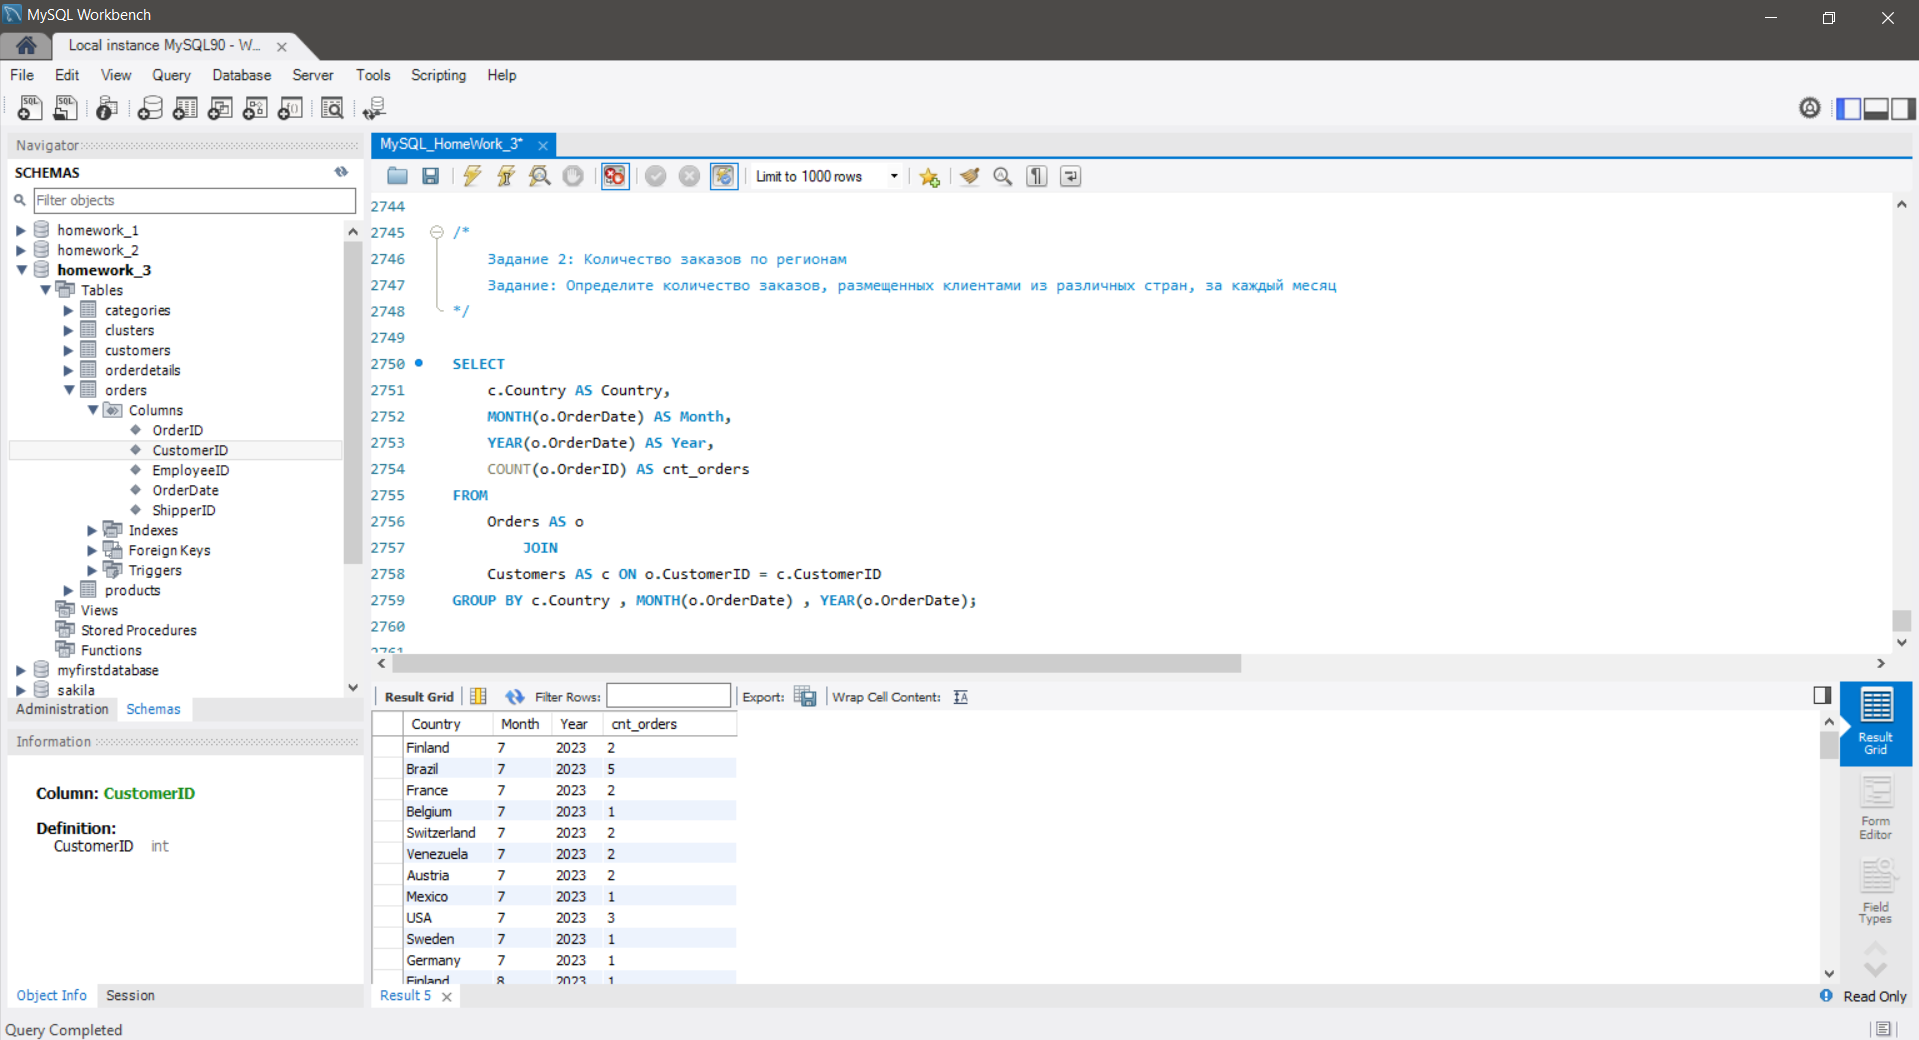 MySQL Workbench
Local instance MySQL90 - W...
File Edit View Query Database Server Tools Scripting Help
Navigator
SCHEMAS
Filter objects
homework_1
homework_2
homework_3
Tables
categories
clusters
customers
orderdetails
orders
Columns
OrderID
CustomerID
EmployeeID
OrderDate
ShipperID
Indexes
Foreign Keys
Triggers
products
Views
Stored Procedures
Functions
myfirstdatabase
sakila
Administration Schemas
Information
Column: CustomerID
Definition:
CustomerID int
Object Info Session
MySQL_HomeWork_3*
Limit to 1000 rows
2744
2745 /*
2746 Задание 2: Количество заказов по регионам
2747 Задание: Определите количество заказов, размещенных клиентами из различных стран, за каждый месяц
2748 */
2749
2750 SELECT
2751 c.Country AS Country,
2752 MONTH(o.OrderDate) AS Month,
2753 YEAR(o.OrderDate) AS Year,
2754 COUNT(o.OrderID) AS cnt_orders
2755 FROM
2756 Orders AS o
2757 JOIN
2758 Customers AS c ON o.CustomerID = c.CustomerID
2759 GROUP BY c.Country , MONTH(o.OrderDate) , YEAR(o.OrderDate);
2760
2761
Result Grid Filter Rows: Export: Wrap Cell Content:
Country Month Year cnt_orders
Finland 7 2023 2
Brazil 7 2023 5
France 7 2023 2
Belgium 7 2023 1
Switzerland 7 2023 2
Venezuela 7 2023 2
Austria 7 2023 2
Mexico 7 2023 1
USA 7 2023 3
Sweden 7 2023 1
Germany 7 2023 1
Finland 8 2023 1
Result Grid
Form Editor
Field Types
Result 5
Read Only
Query Completed